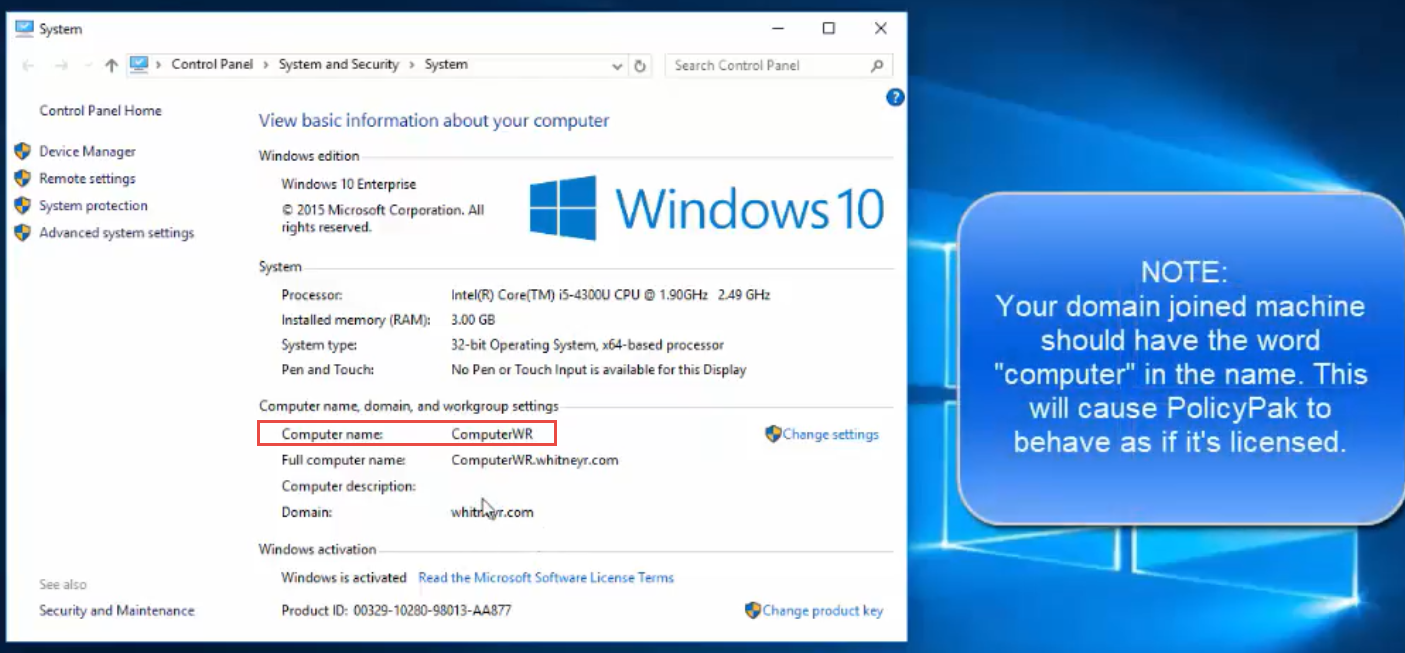 System
Control Panel › System and Security › System
Search Control Panel
?
Control Panel Home
Device Manager
Remote settings
System protection
Advanced system settings
See also
Security and Maintenance
View basic information about your computer
Windows edition
Windows 10 Enterprise
© 2015 Microsoft Corporation. All
rights reserved.
Windows 10
System
Processor: Intel(R) Core(TM) i5-4300U CPU @ 1.90GHz 2.49 GHz
Installed memory (RAM): 3.00 GB
System type: 32-bit Operating System, x64-based processor
Pen and Touch: No Pen or Touch Input is available for this Display
Computer name, domain, and workgroup settings
Computer name: ComputerWR
Change settings
Full computer name: ComputerWR.whitneyr.com
Computer description:
Domain: whitneyr.com
Windows activation
Windows is activated Read the Microsoft Software License Terms
Product ID: 00329-10280-98013-AA877
Change product key
NOTE:
Your domain joined machine
should have the word
"computer" in the name. This
will cause PolicyPak to
behave as if it's licensed.